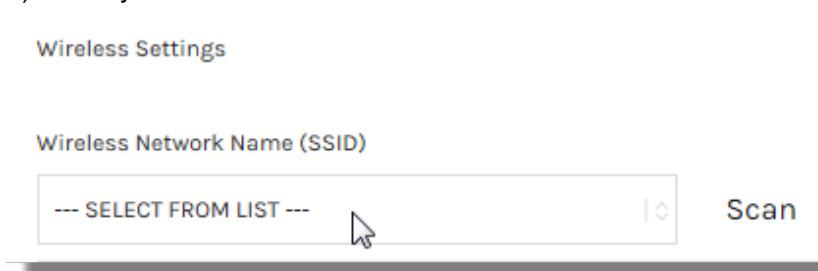 Wireless Settings
Wireless Network Name (SSID)
--- SELECT FROM LIST ---
Scan